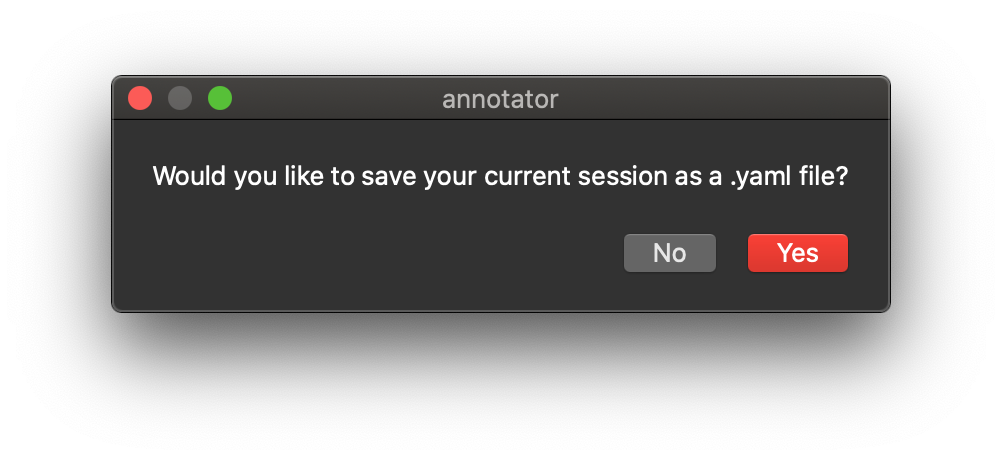 annotator
Would you like to save your current session as a .yaml file?
No
Yes